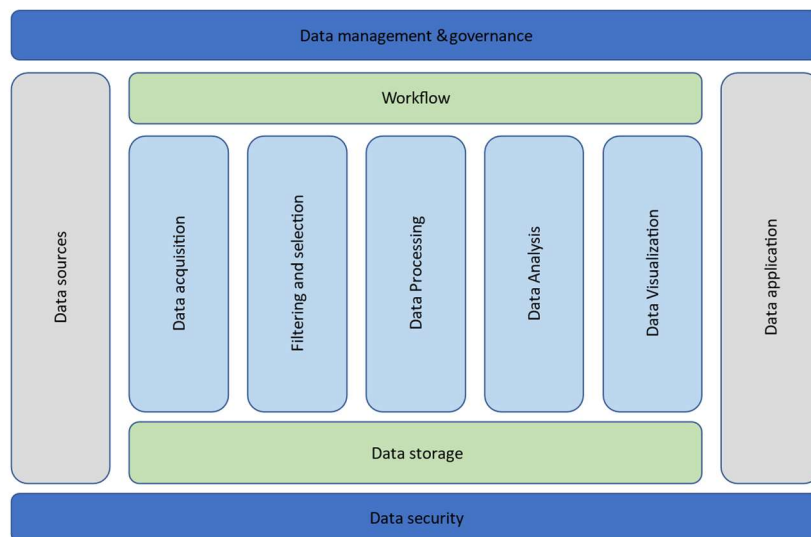 Data management &governance
Workflow
Data sources
Data acquisition
Filtering and selection
Data Processing
Data Analysis
Data Visualization
Data application
Data storage
Data security